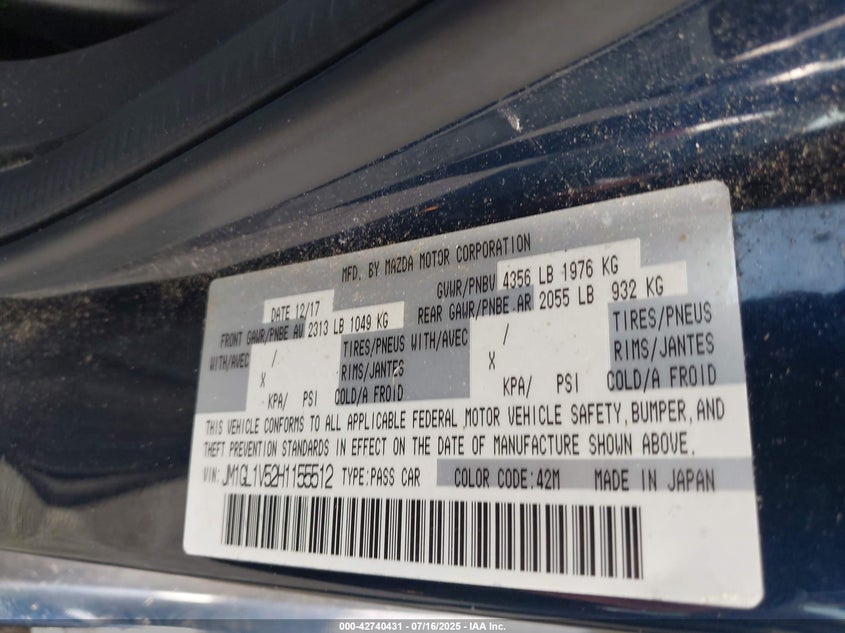 MFD. BY MAZDA MOTOR CORPORATION
DATE 12/17 GVWR/PNBV 4356 LB 1976 KG
FRONT GAWR/PNBE AV 2313 LB 1049 KG REAR GAWR/PNBE AR 2055 LB 932 KG
WITH/AVEC / TIRES/PNEUS WITH/AVEC / TIRES/PNEUS
X RIMS/JANTES X RIMS/JANTES
KPA/ PSI COLD/A FROID KPA/ PSI COLD/A FROID
THIS VEHICLE CONFORMS TO ALL APPLICABLE FEDERAL MOTOR VEHICLE SAFETY, BUMPER, AND
THEFT PREVENTION STANDARDS IN EFFECT ON THE DATE OF MANUFACTURE SHOWN ABOVE.
VIN: JM1GL1V52H1155512 TYPE:PASS CAR COLOR CODE:42M MADE IN JAPAN
000-42740431 - 07/16/2025 - IAA Inc.